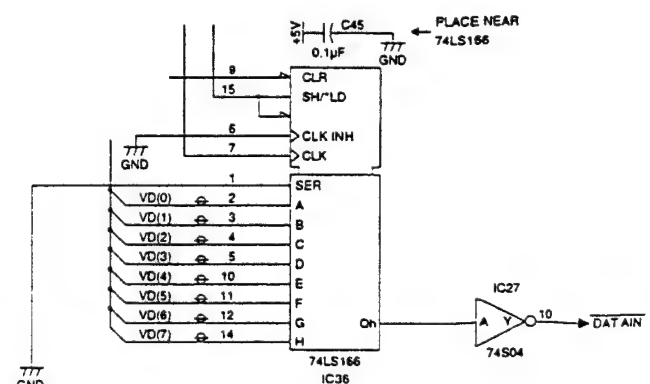 +5V C45 PLACE NEAR
0.1µF GND 74LS166
9 CLR
15 SH/*LD
6 CLK INH
GND 7 CLK
1 SER
VD(0) 2 A
VD(1) 3 B
VD(2) 4 C
VD(3) 5 D
VD(4) 10 E
VD(5) 11 F
VD(6) 12 G
VD(7) 14 H
Qh
IC27
A Y 10 DATAIN
74S04
74LS166
IC36
GND